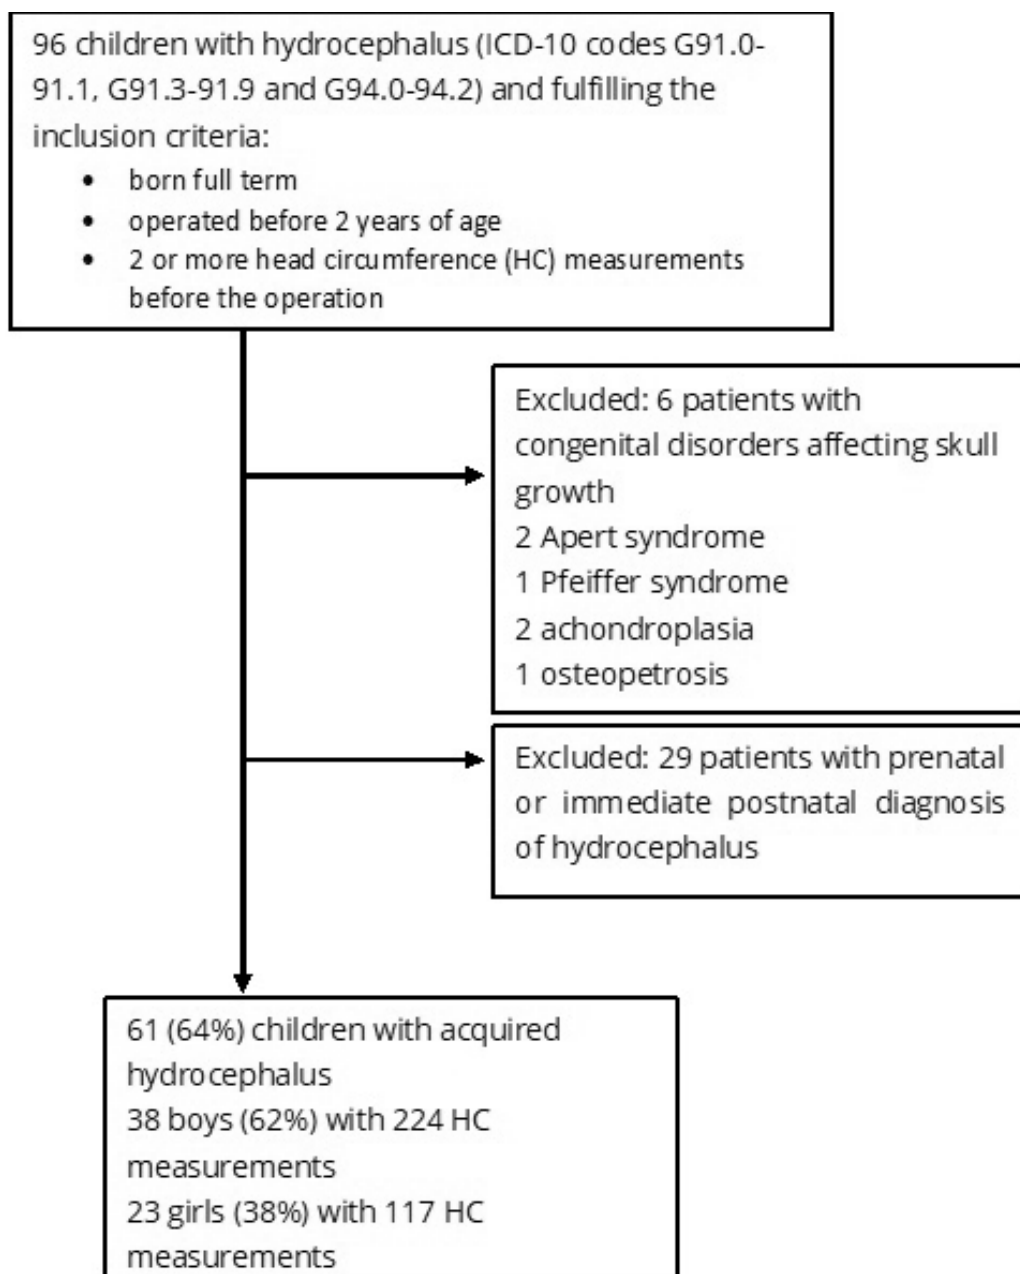 96 children with hydrocephalus (ICD-10 codes G91.0-
91.1, G91.3-91.9 and G94.0-94.2) and fulfilling the
inclusion criteria:
• born full term
• operated before 2 years of age
• 2 or more head circumference (HC) measurements
before the operation
Excluded: 6 patients with
congenital disorders affecting skull
growth
2 Apert syndrome
1 Pfeiffer syndrome
2 achondroplasia
1 osteopetrosis
Excluded: 29 patients with prenatal
or immediate postnatal diagnosis
of hydrocephalus
61 (64%) children with acquired
hydrocephalus
38 boys (62%) with 224 HC
measurements
23 girls (38%) with 117 HC
measurements